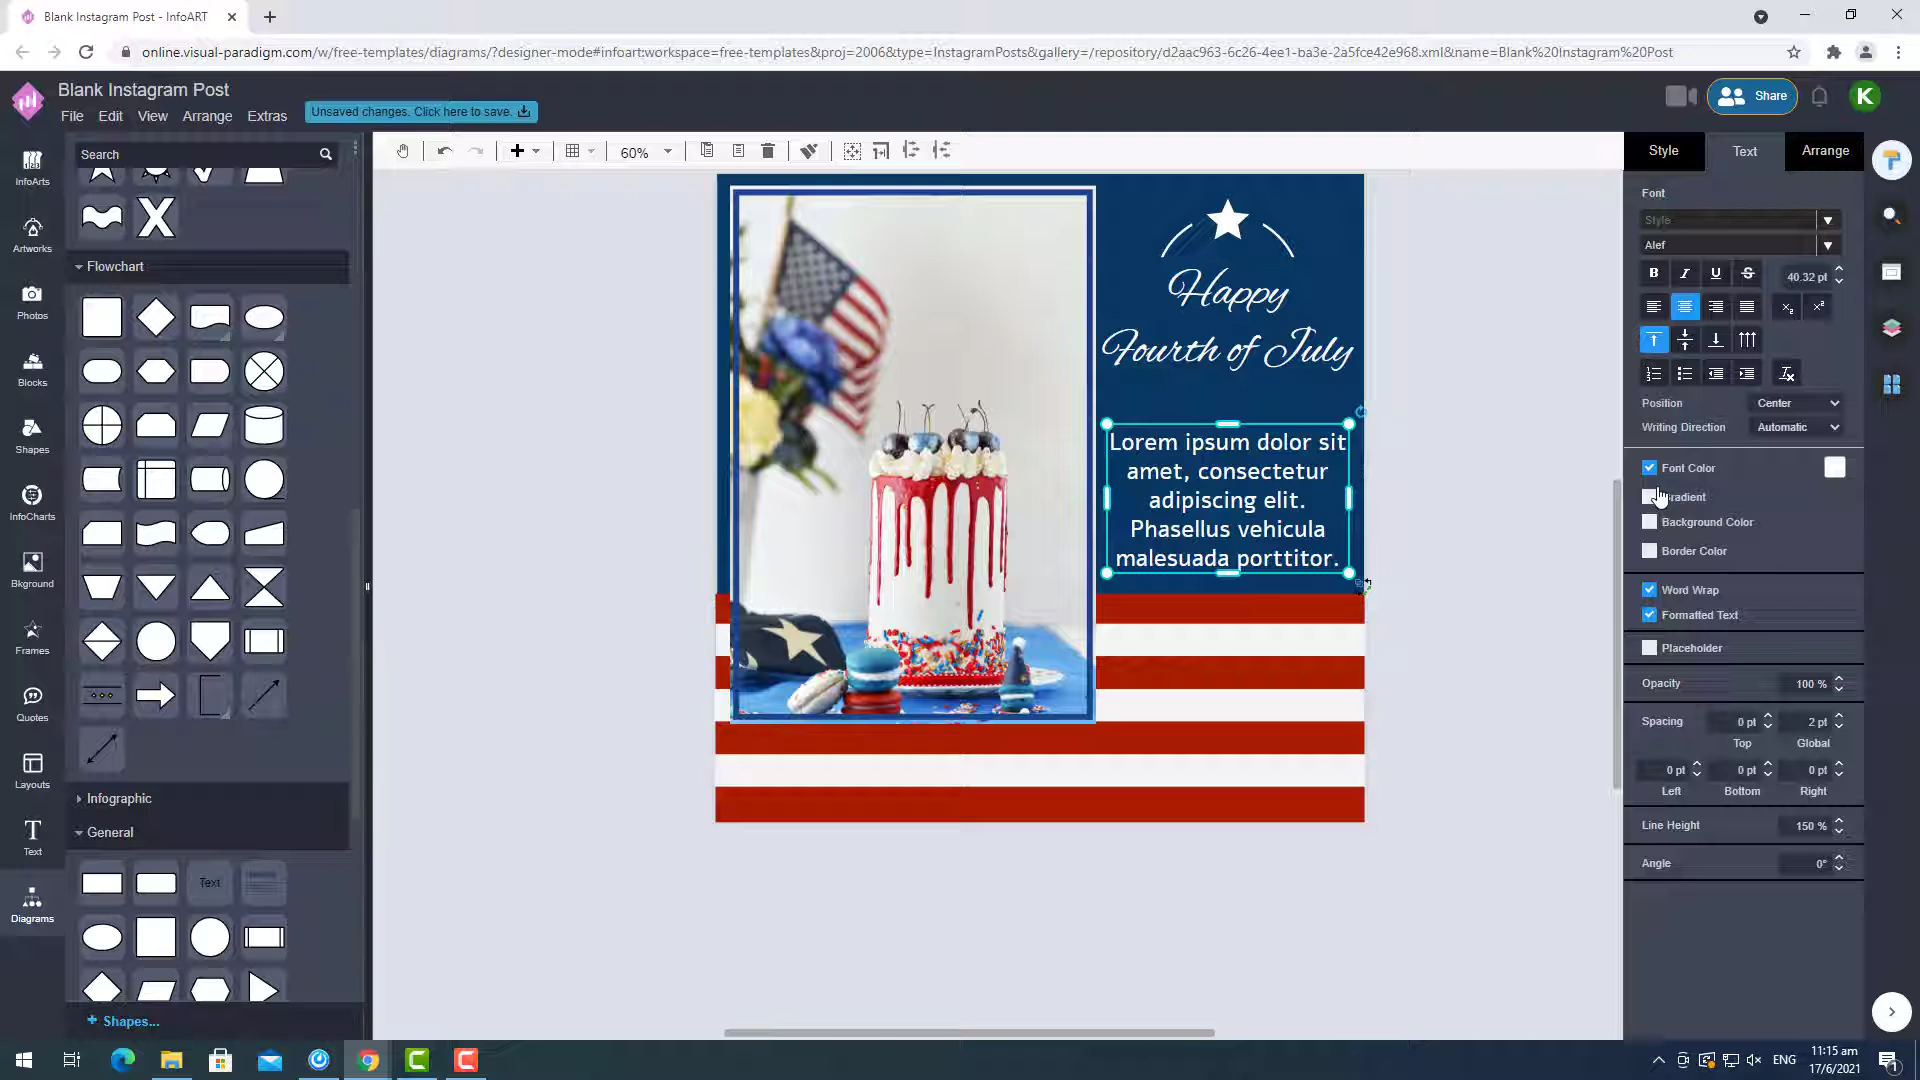 Blank Instagram Post - InfoART
online.visual-paradigm.com/w/free-templates/diagrams/?designer-mode#infoart:workspace=free-templates&proj=2006&type=InstagramPosts&gallery=/repository/d2aac963-6c26-4ee1-ba3e-2a5fce42e968.xml&name=Blank%20Instagram%20Post
Blank Instagram Post
File Edit View Arrange Extras
Unsaved changes. Click here to save.
Share
K
Search
60%
Style Text Arrange
InfoArts
Artworks
Photos
Blocks
Shapes
InfoCharts
Bkground
Frames
Quotes
Layouts
Text
Diagrams
Flowchart
Infographic
General
Text
Shapes...
Happy
Fourth of July
Lorem ipsum dolor sit
amet, consectetur
adipiscing elit.
Phasellus vehicula
malesuada porttitor.
Font
Style
Alef
B I U S 40.32 pt
Position Center
Writing Direction Automatic
Font Color
Background Color
Border Color
Word Wrap
Formatted Text
Placeholder
Opacity 100 %
Spacing 0 pt 2 pt
Top Global
0 pt 0 pt 0 pt
Left Bottom Right
Line Height 150 %
Angle 0°
ENG
11:15 am
17/6/2021
1